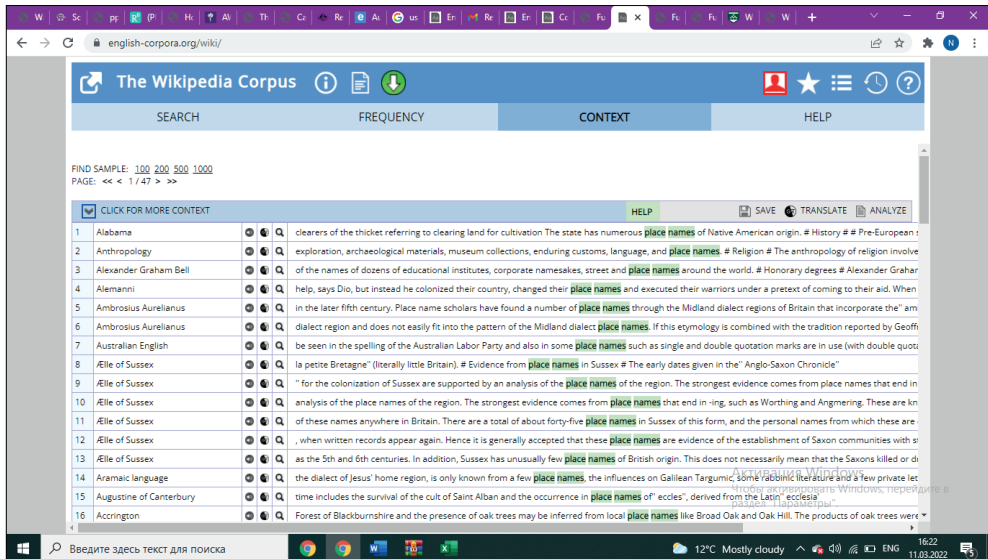 W Sc pp (P Ho AV Th Ca Re Au us En Re En Co Fu Fu Fu W W
english-corpora.org/wiki/ N
The Wikipedia Corpus
SEARCH FREQUENCY CONTEXT HELP
FIND SAMPLE: 100 200 500 1000
PAGE: << < 1 / 47 > >>
CLICK FOR MORE CONTEXT HELP SAVE TRANSLATE ANALYZE
1 Alabama clearers of the thicket referring to clearing land for cultivation The state has numerous place names of Native American origin. # History # # Pre-European
2 Anthropology exploration, archaeological materials, museum collections, enduring customs, language, and place names. # Religion # The anthropology of religion involve
3 Alexander Graham Bell of the names of dozens of educational institutes, corporate namesakes, street and place names around the world. # Honorary degrees # Alexander Grahar
4 Alemanni help, says Dio, but instead he colonized their country, changed their place names and executed their warriors under a pretext of coming to their aid. When
5 Ambrosius Aurelianus in the later fifth century. Place name scholars have found a number of place names through the Midland dialect regions of Britain that incorporate the" am
6 Ambrosius Aurelianus dialect region and does not easily fit into the pattern of the Midland dialect place names. If this etymology is combined with the tradition reported by Geoff
7 Australian English be seen in the spelling of the Australian Labor Party and also in some place names such as single and double quotation marks are in use (with double quota
8 Ælle of Sussex la petite Bretagne" (literally little Britain). # Evidence from place names in Sussex # The early dates given in the" Anglo-Saxon Chronicle"
9 Ælle of Sussex " for the colonization of Sussex are supported by an analysis of the place names of the region. The strongest evidence comes from place names that end in
10 Ælle of Sussex analysis of the place names of the region. The strongest evidence comes from place names that end in -ing, such as Worthing and Angmering. These are kn
11 Ælle of Sussex of these names anywhere in Britain. There are a total of about forty-five place names in Sussex of this form, and the personal names from which these are
12 Ælle of Sussex , when written records appear again. Hence it is generally accepted that these place names are evidence of the establishment of Saxon communities with st
13 Ælle of Sussex as the 5th and 6th centuries. In addition, Sussex has unusually few place names of British origin. This does not necessarily mean that the Saxons killed or dr
14 Aramaic language the dialect of Jesus' home region, is only known from a few place names, the influences on Galilean Targumic, some rabbinic literature and a few private let
15 Augustine of Canterbury time includes the survival of the cult of Saint Alban and the occurrence in place names of" eccles", derived from the Latin" ecclesia
16 Accrington Forest of Blackburnshire and the presence of oak trees may be inferred from local place names like Broad Oak and Oak Hill. The products of oak trees were
Активация Windows
Чтобы активировать Windows, перейдите в
раздел "Параметры".
Введите здесь текст для поиска 12°C Mostly cloudy ENG 16:22
11.03.2022